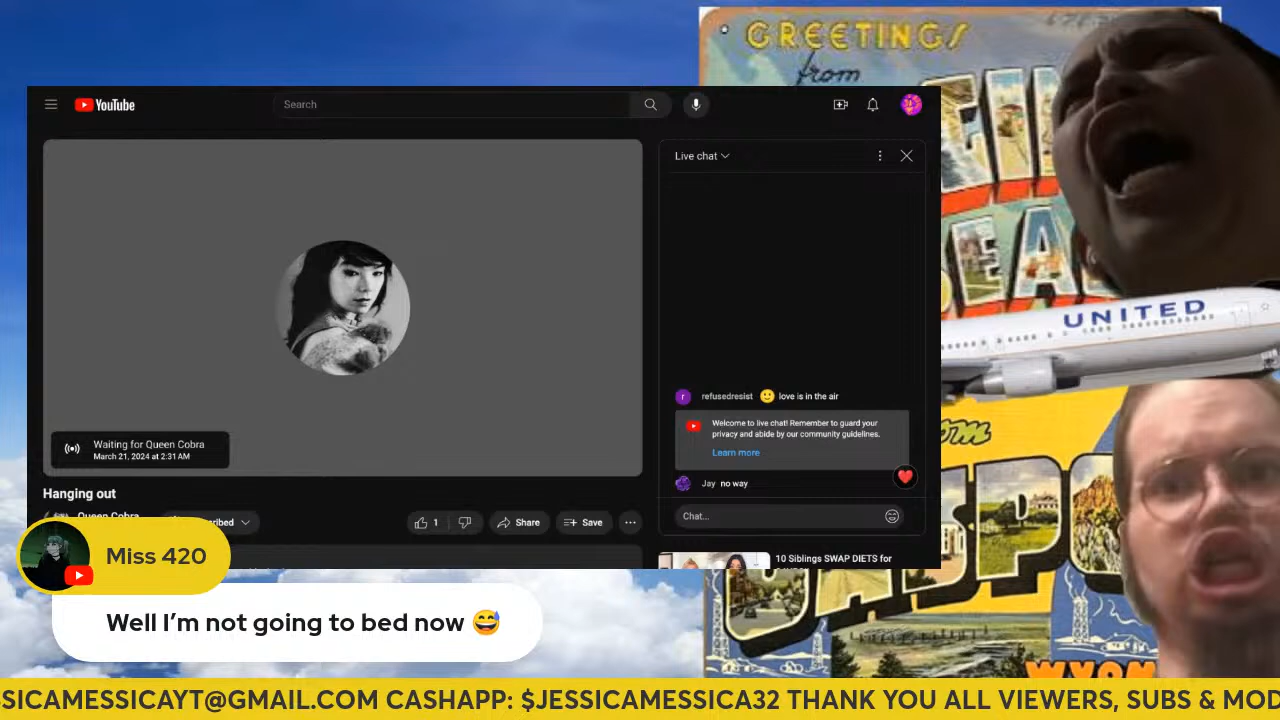 GREETINGS
from
YouTube
Search
Live chat
UNITED
refusedresist 🙂 love is in the air
Welcome to live chat! Remember to guard your
privacy and abide by our community guidelines.
Learn more
Jay no way
Chat...
Waiting for Queen Cobra
March 21, 2024 at 2:31 AM
Hanging out
Queen Cobra
1
Share
Save
10 Siblings SWAP DIETS for
Miss 420
Well I’m not going to bed now 😅
SSICAMESSICAYT@GMAIL.COM CASHAPP: $JESSICAMESSICA32 THANK YOU ALL VIEWERS, SUBS & MOD